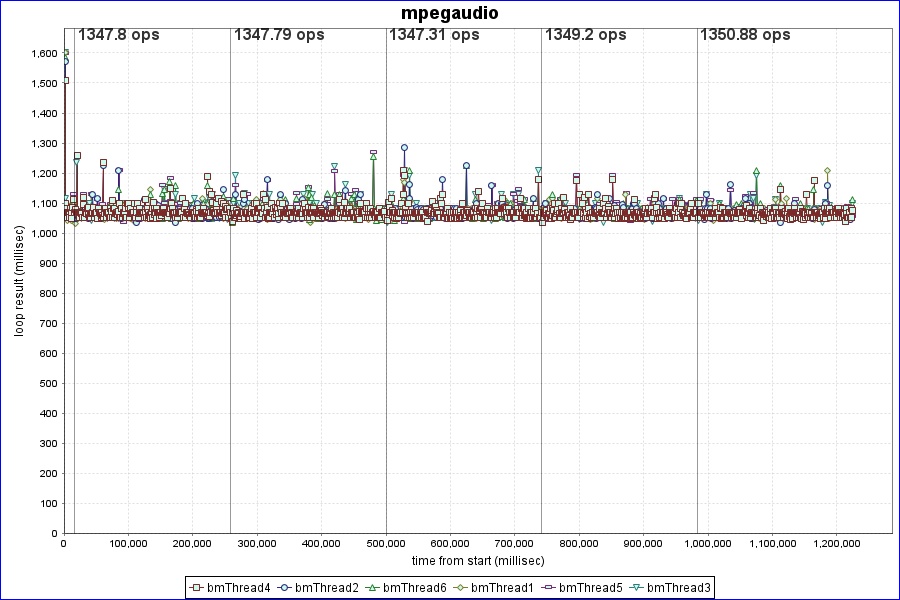 mpegaudio
1347.8 ops 1347.79 ops 1347.31 ops 1349.2 ops 1350.88 ops
1,600
1,500
1,400
1,300
1,200
1,100
1,000
900
800
700
600
500
400
300
200
100
0
loop result (millisec)
0 100,000 200,000 300,000 400,000 500,000 600,000 700,000 800,000 900,000 1,000,000 1,100,000 1,200,000
time from start (millisec)
bmThread4 bmThread2 bmThread6 bmThread1 bmThread5 bmThread3